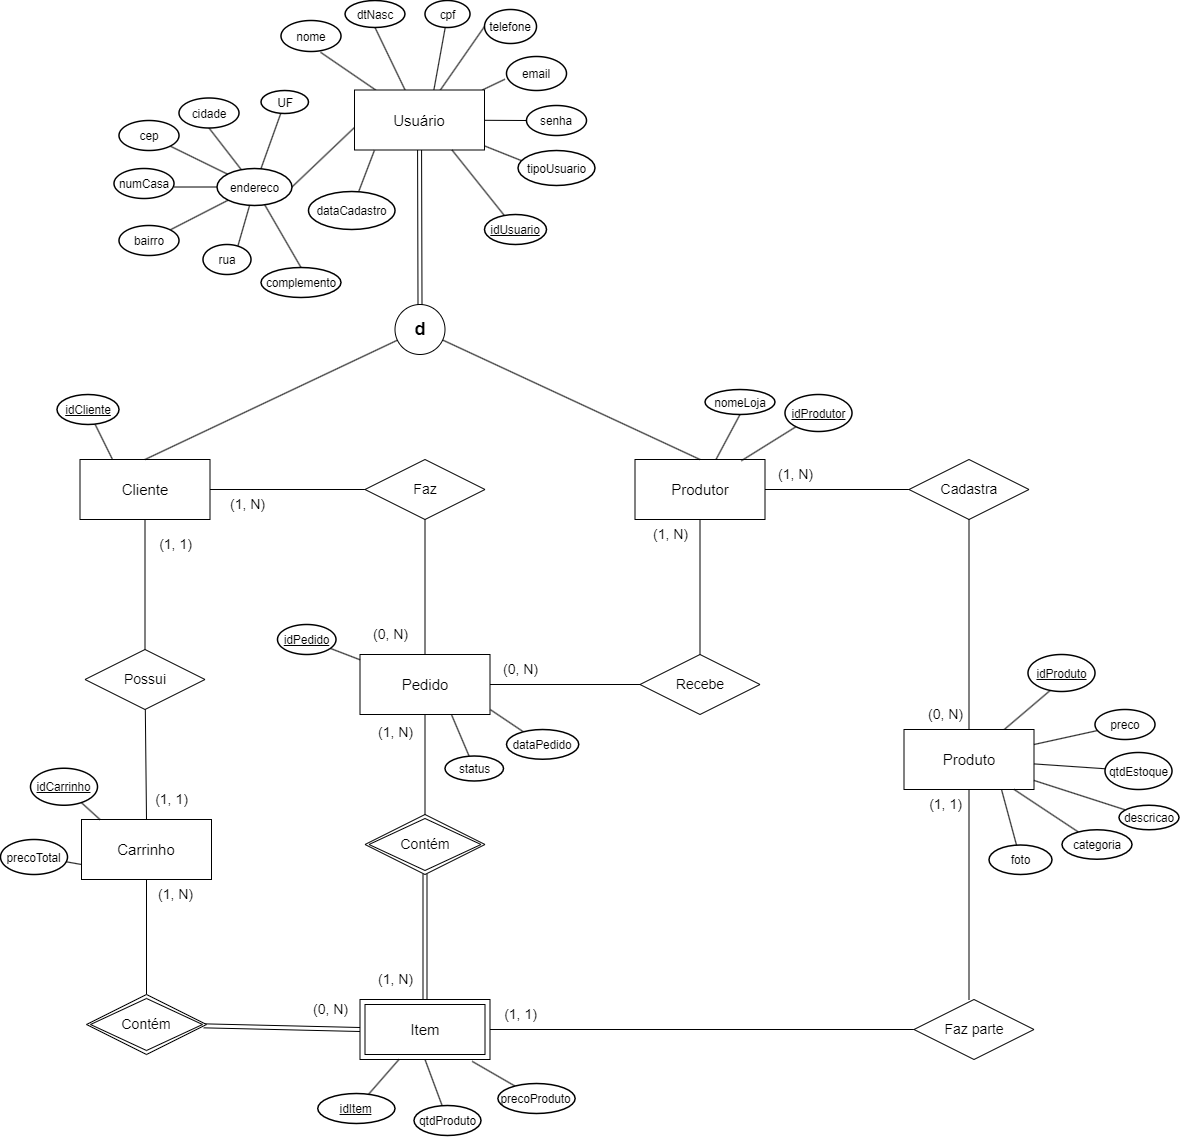 dtNasc
cpf
telefone
nome
email
UF
cidade
Usuário
senha
cep
tipoUsuario
numCasa
endereco
dataCadastro
idUsuario
bairro
rua
complemento
d
nomeLoja
idProdutor
idCliente
Cliente
Faz
Produtor
(1, N)
Cadastra
(1, N)
(1, 1)
(1, N)
(0, N)
idPedido
(0, N)
Possui
Pedido
Recebe
idProduto
(0, N)
preco
(1, N)
dataPedido
status
Produto
qtdEstoque
idCarrinho
(1, 1)
(1, 1)
descricao
precoTotal
Carrinho
Contém
categoria
foto
(1, N)
(1, N)
(0, N)
(1, 1)
Contém
Item
Faz parte
idItem
qtdProduto
precoProduto